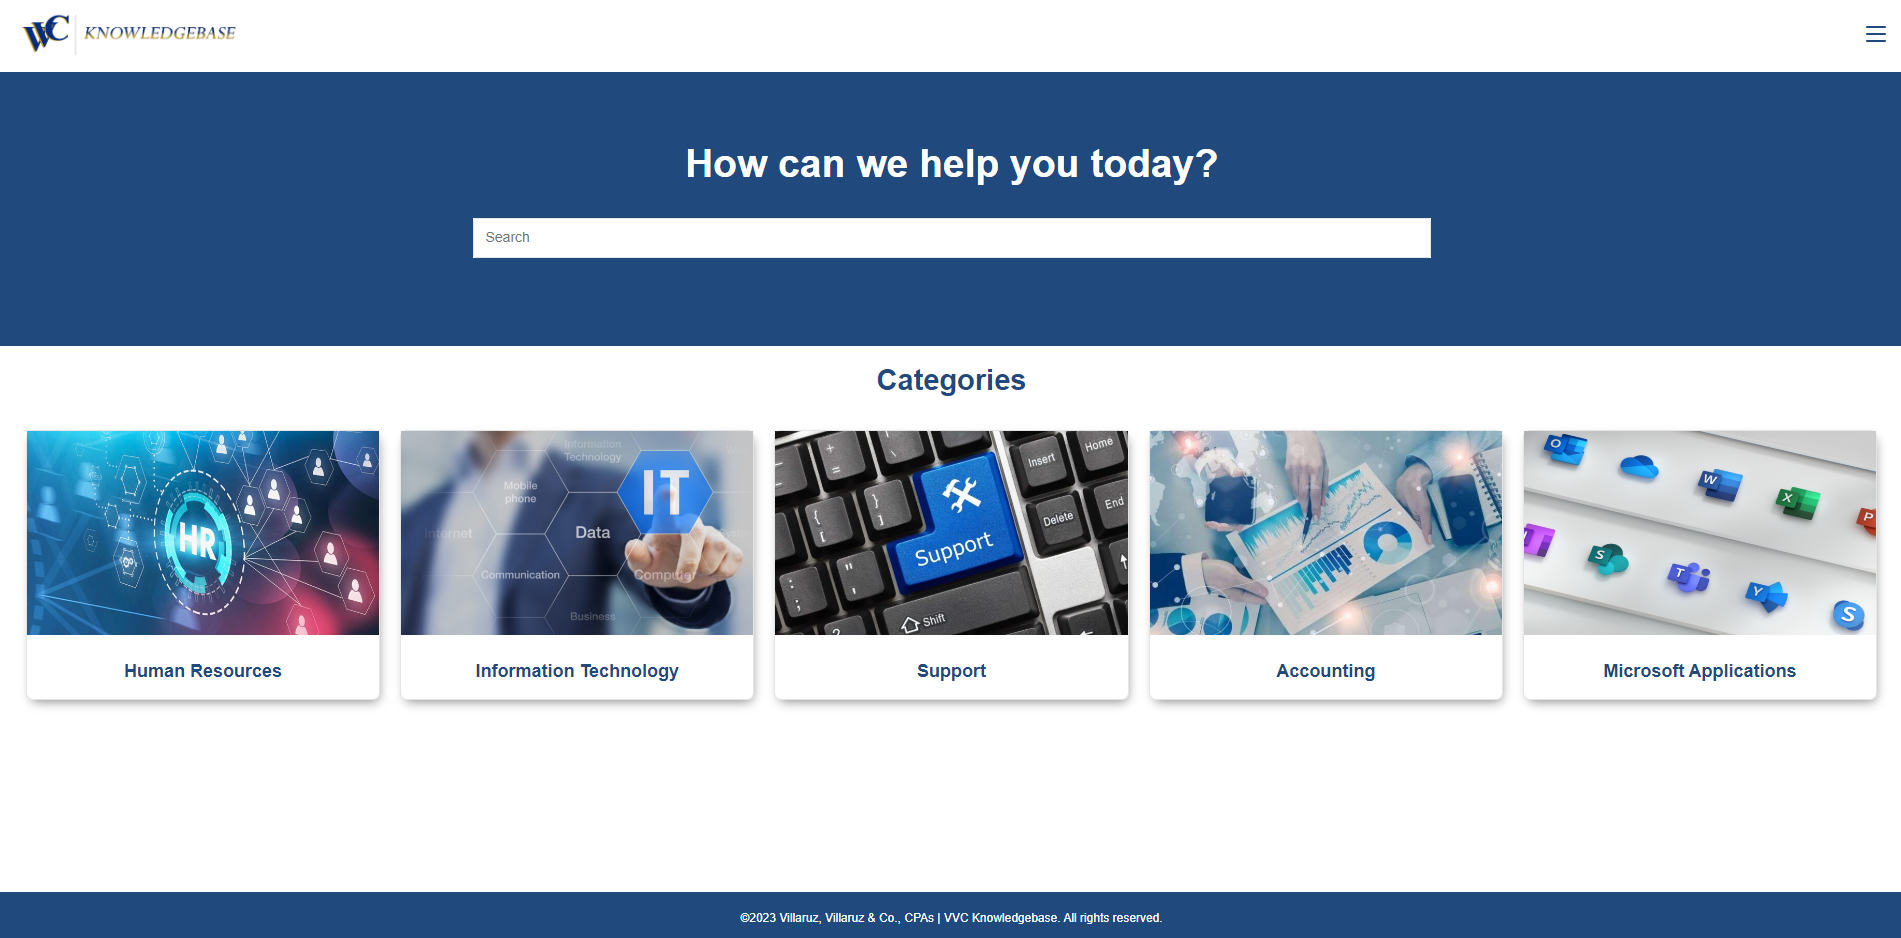 VVC KNOWLEDGEBASE
How can we help you today?
Search
Categories
HR
Information
Technology
Mobile
phone
IT
Internet
Data
Communication
Computer
Business
Insert
Home
Delete
End
Support
Shift
O
W
X
P
T
S
T
Y
S
Human Resources
Information Technology
Support
Accounting
Microsoft Applications
©2023 Villaruz, Villaruz & Co., CPAs | VVC Knowledgebase. All rights reserved.